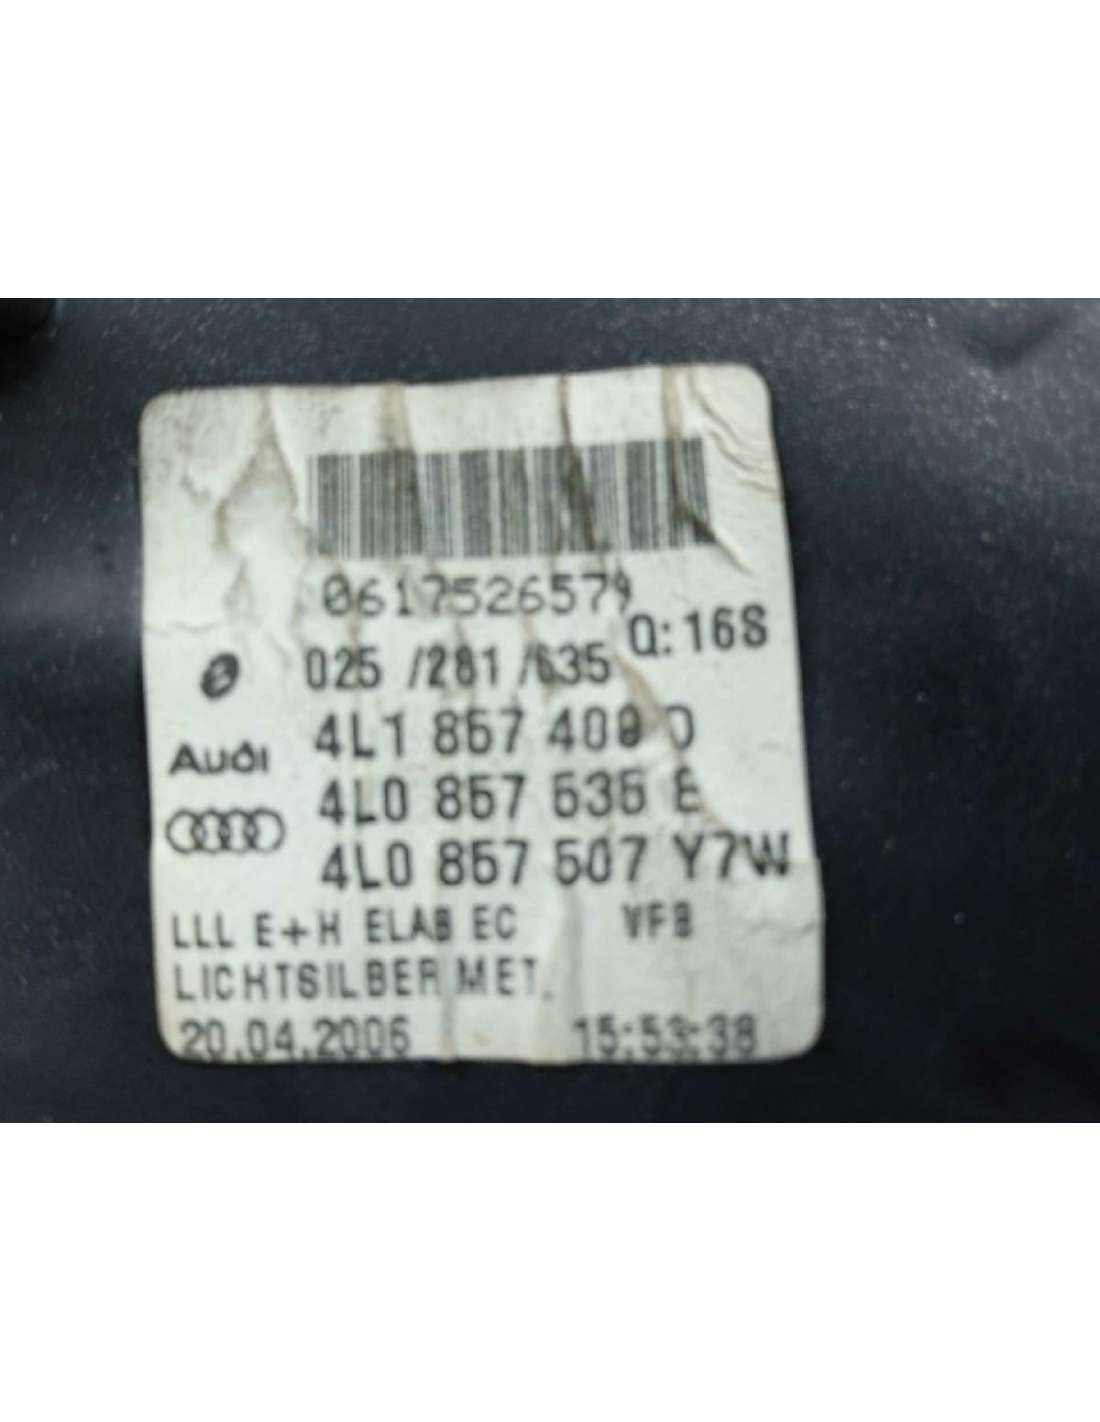 0617526579
Q:16S
025 /281 /635
4L1 857 409 D
Audi
4L0 857 535 E
4L0 857 507 Y7W
LLL E+H ELAB EC VFB
LICHTSILBER MET.
20.04.2006 15:53:38